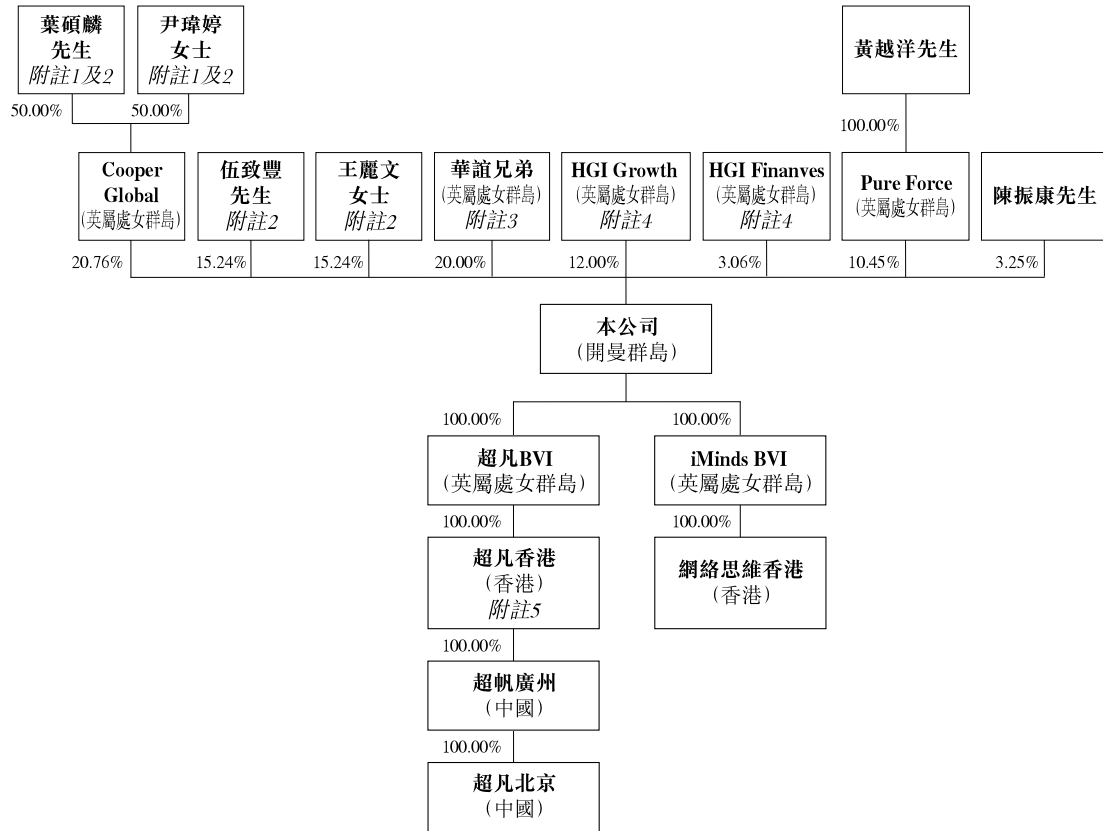 葉碩麟
先生
附註1及2
尹瑋婷
女士
附註1及2
黃越洋先生
50.00%
50.00%
100.00%
Cooper
Global
(英屬處女群島)
伍致豐
先生
附註2
王麗文
女士
附註2
華誼兄弟
(英屬處女群島)
附註3
HGI Growth
(英屬處女群島)
附註4
HGI Finanves
(英屬處女群島)
附註4
Pure Force
(英屬處女群島)
陳振康先生
20.76%
15.24%
15.24%
20.00%
12.00%
3.06%
10.45%
3.25%
本公司
(開曼群島)
100.00%
100.00%
超凡BVI
(英屬處女群島)
iMinds BVI
(英屬處女群島)
100.00%
100.00%
超凡香港
(香港)
附註5
網絡思維香港
(香港)
100.00%
超帆廣州
(中國)
100.00%
超凡北京
(中國)